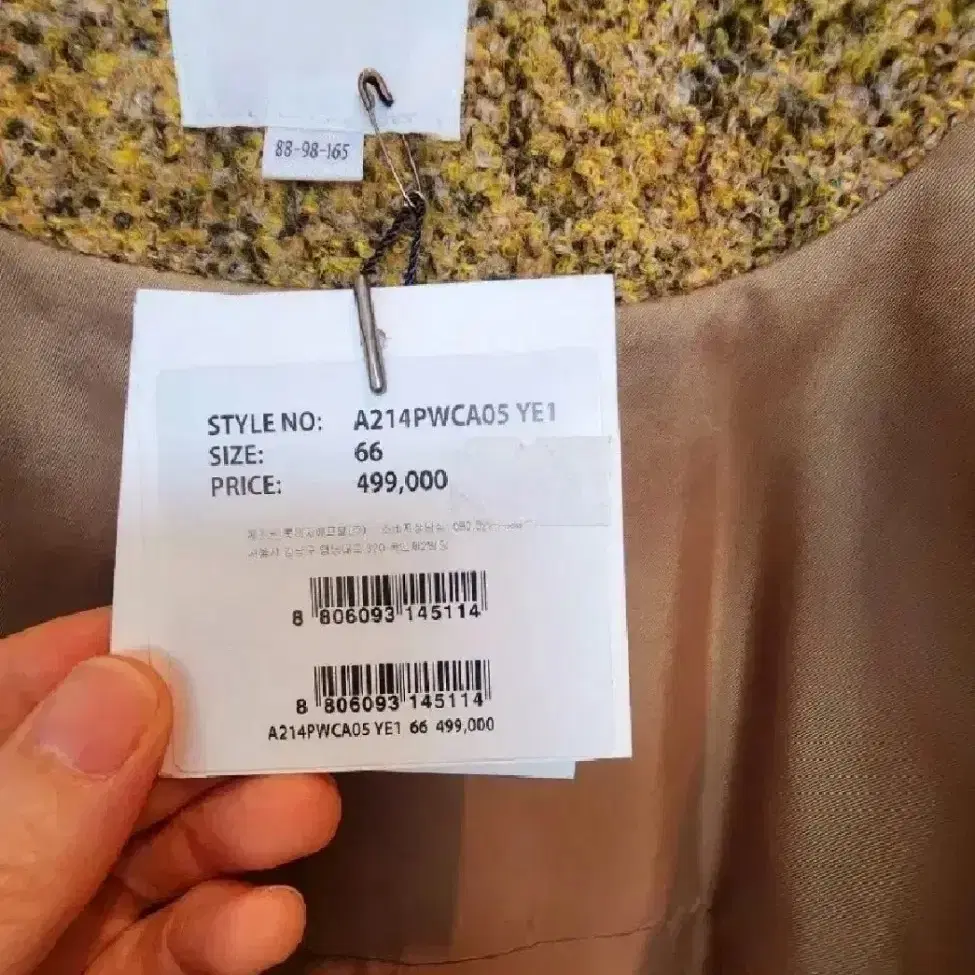 88-98-165
STYLE NO: A214PWCA05 YE1
SIZE: 66
PRICE: 499,000
8 806093 145114
8 806093 145114
A214PWCA05 YE1 66 499,000